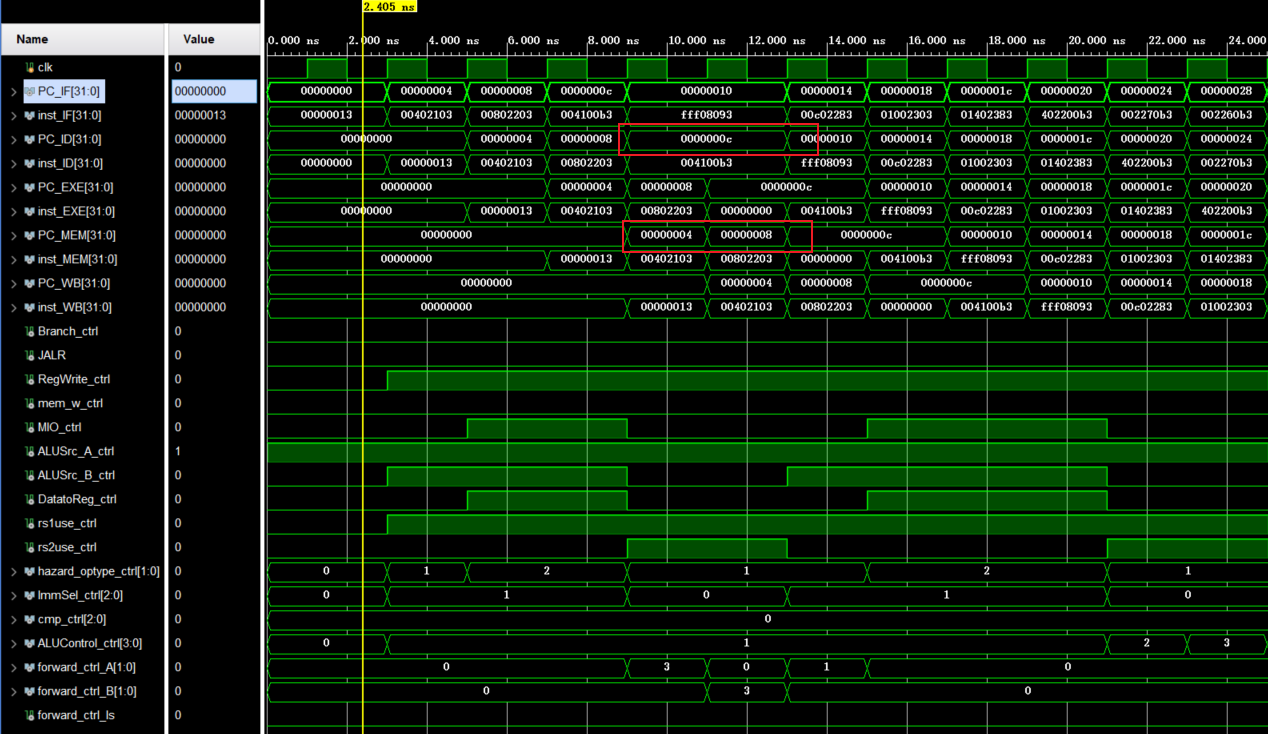 2.405 ns
Name Value 0.000 ns 2.000 ns 4.000 ns 6.000 ns 8.000 ns 10.000 ns 12.000 ns 14.000 ns 16.000 ns 18.000 ns 20.000 ns 22.000 ns 24.000
clk 0
PC_IF[31:0] 00000000 00000000 00000004 00000008 0000000c 00000010 00000014 00000018 0000001c 00000020 00000024 00000028
inst_IF[31:0] 00000013 00000013 00402103 00802203 004100b3 fff08093 00c02283 01002303 01402383 402200b3 002270b3 002260b3
PC_ID[31:0] 00000000 00000000 00000004 00000008 0000000c 00000010 00000014 00000018 0000001c 00000020 00000024
inst_ID[31:0] 00000000 00000000 00000013 00402103 00802203 004100b3 fff08093 00c02283 01002303 01402383 402200b3 002270b3
PC_EXE[31:0] 00000000 00000000 00000004 00000008 0000000c 00000010 00000014 00000018 0000001c 00000020
inst_EXE[31:0] 00000000 00000000 00000013 00402103 00802203 00000000 004100b3 fff08093 00c02283 01002303 01402383 402200b3
PC_MEM[31:0] 00000000 00000000 00000004 00000008 0000000c 00000010 00000014 00000018 0000001c
inst_MEM[31:0] 00000000 00000000 00000013 00402103 00802203 00000000 004100b3 fff08093 00c02283 01002303 01402383
PC_WB[31:0] 00000000 00000000 00000004 00000008 0000000c 00000010 00000014 00000018
inst_WB[31:0] 00000000 00000000 00000013 00402103 00802203 00000000 004100b3 fff08093 00c02283 01002303
Branch_ctrl 0
JALR 0
RegWrite_ctrl 0
mem_w_ctrl 0
MIO_ctrl 0
ALUSrc_A_ctrl 1
ALUSrc_B_ctrl 0
DatatoReg_ctrl 0
rs1use_ctrl 0
rs2use_ctrl 0
hazard_optype_ctrl[1:0] 0 0 1 2 1 2 1
ImmSel_ctrl[2:0] 0 0 1 0 1 0
cmp_ctrl[2:0] 0 0
ALUControl_ctrl[3:0] 0 0 1 2 3
forward_ctrl_A[1:0] 0 0 3 0 1 0
forward_ctrl_B[1:0] 0 0 3 0
forward_ctrl_ls 0